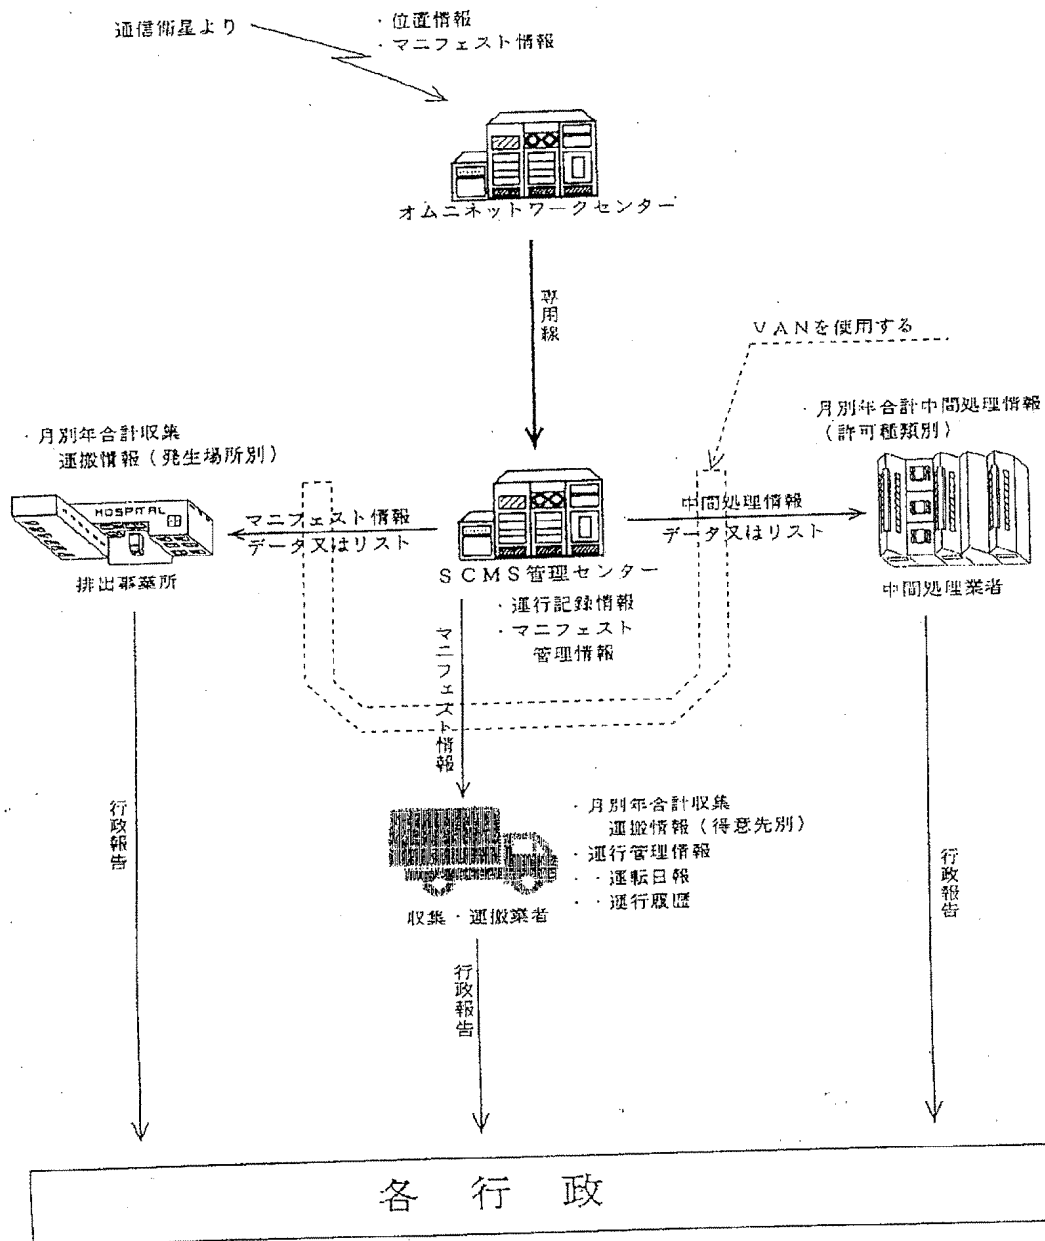 通信衛星より
・位置情報
・マニフェスト情報
オムニネットワークセンター
専用線
VANを使用する
・月別年合計収集
運搬情報（発生場所別）
・月別年合計中間処理情報
（許可種類別）
HOSPITAL
マニフェスト情報
データ又はリスト
中間処理情報
データ又はリスト
排出事業所
SCMS管理センター
中間処理業者
・運行記録情報
・マニフェスト
管理情報
マニフェスト情報
・月別年合計収集
運搬情報（得意先別）
・運行管理情報
・・運転日報
・・運行履歴
収集・運搬業者
行政報告
行政報告
行政報告
各行政